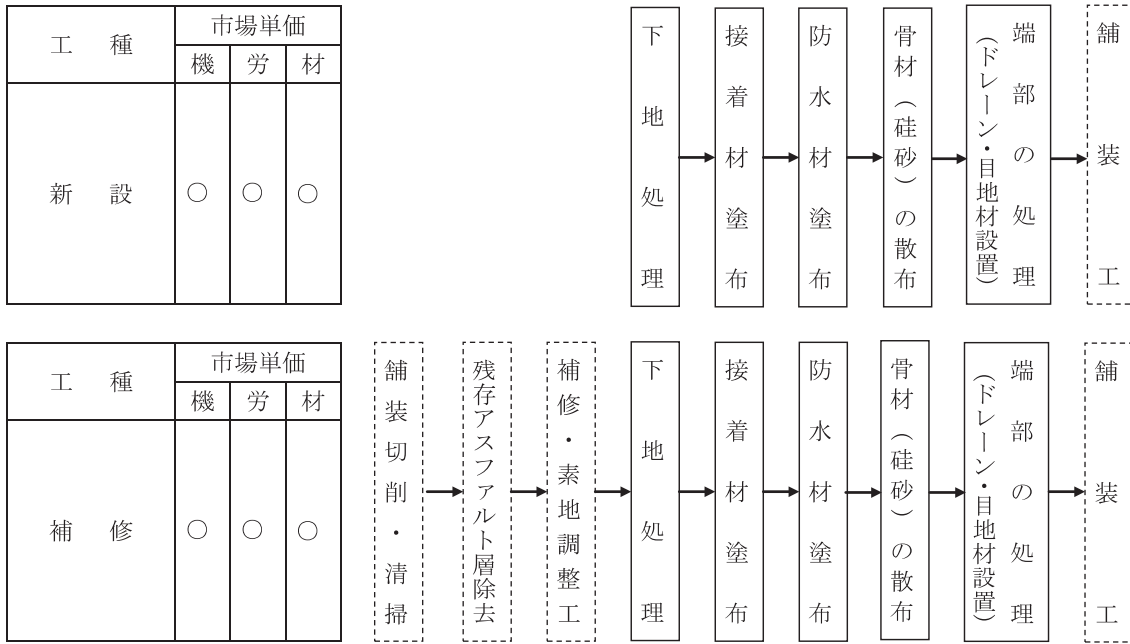 工種
市場単価
機 労 材
新設 ○ ○ ○
下地処理
接着材塗布
防水材塗布
骨材（硅砂）の散布
端部の処理
（ドレーン・目地材設置）
舗装工
工種
市場単価
機 労 材
補修 ○ ○ ○
舗装切削・清掃
残存アスファルト層除去
補修・素地調整工
下地処理
接着材塗布
防水材塗布
骨材（硅砂）の散布
端部の処理
（ドレーン・目地材設置）
舗装工